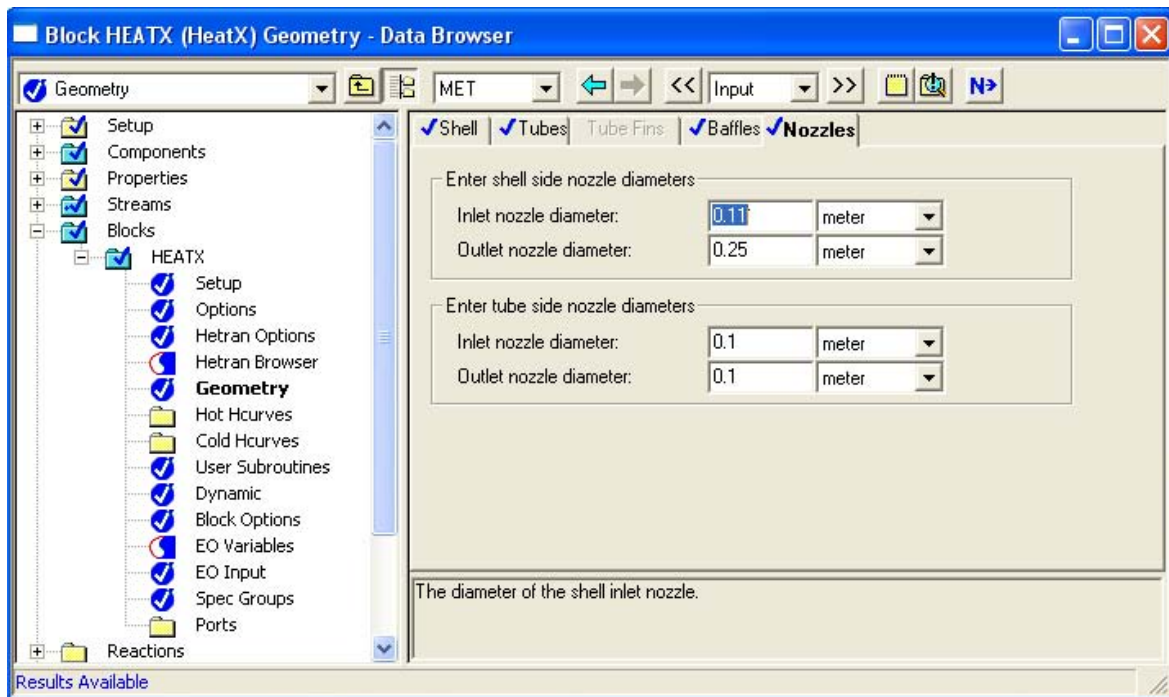 Block HEATX (HeatX) Geometry - Data Browser
Geometry MET << Input >> N>
Setup
Components
Properties
Streams
Blocks
HEATX
Setup
Options
Hetran Options
Hetran Browser
Geometry
Hot Hcurves
Cold Hcurves
User Subroutines
Dynamic
Block Options
EO Variables
EO Input
Spec Groups
Ports
Reactions
Shell Tubes Tube Fins Baffles Nozzles
Enter shell side nozzle diameters
Inlet nozzle diameter: 0.11 meter
Outlet nozzle diameter: 0.25 meter
Enter tube side nozzle diameters
Inlet nozzle diameter: 0.1 meter
Outlet nozzle diameter: 0.1 meter
The diameter of the shell inlet nozzle.
Results Available